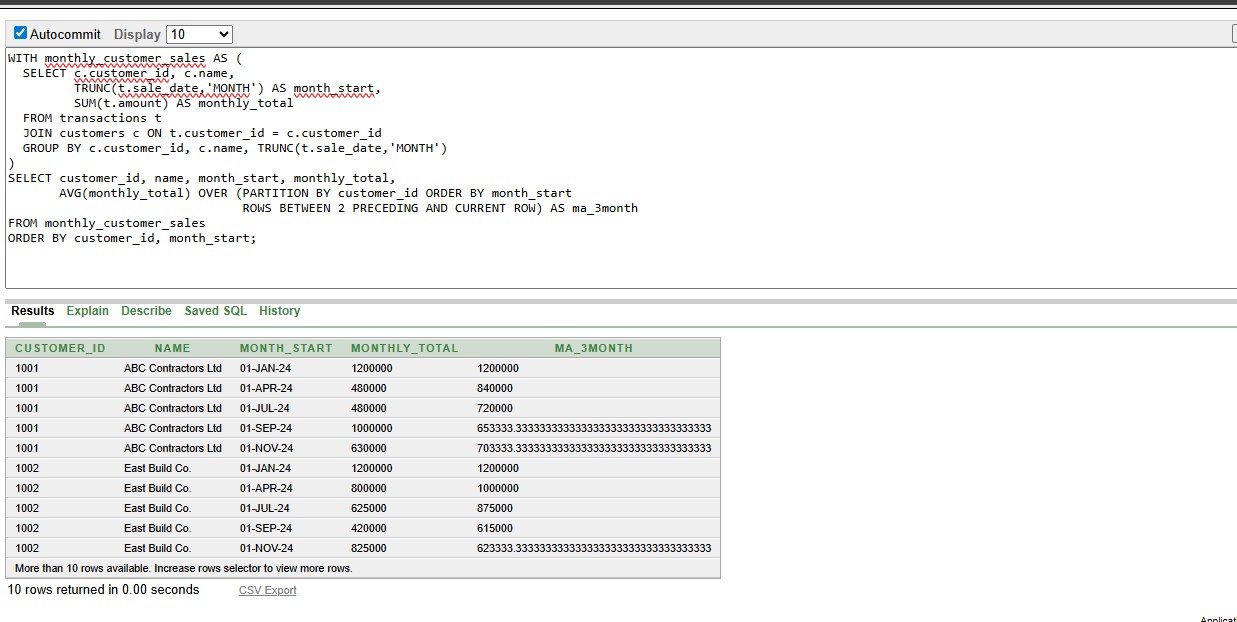 Autocommit Display 10
WITH monthly_customer_sales AS (
  SELECT c.customer_id, c.name,
         TRUNC(t.sale_date,'MONTH') AS month_start,
         SUM(t.amount) AS monthly_total
  FROM transactions t
  JOIN customers c ON t.customer_id = c.customer_id
  GROUP BY c.customer_id, c.name, TRUNC(t.sale_date,'MONTH')
)
SELECT customer_id, name, month_start, monthly_total,
       AVG(monthly_total) OVER (PARTITION BY customer_id ORDER BY month_start
                                ROWS BETWEEN 2 PRECEDING AND CURRENT ROW) AS ma_3month
FROM monthly_customer_sales
ORDER BY customer_id, month_start;
Results Explain Describe Saved SQL History
CUSTOMER_ID NAME MONTH_START MONTHLY_TOTAL MA_3MONTH
1001 ABC Contractors Ltd 01-JAN-24 1200000 1200000
1001 ABC Contractors Ltd 01-APR-24 480000 840000
1001 ABC Contractors Ltd 01-JUL-24 480000 720000
1001 ABC Contractors Ltd 01-SEP-24 1000000 653333.333333333333333333333333333333333
1001 ABC Contractors Ltd 01-NOV-24 630000 703333.333333333333333333333333333333333
1002 East Build Co. 01-JAN-24 1200000 1200000
1002 East Build Co. 01-APR-24 800000 1000000
1002 East Build Co. 01-JUL-24 625000 875000
1002 East Build Co. 01-SEP-24 420000 615000
1002 East Build Co. 01-NOV-24 825000 623333.333333333333333333333333333333333
More than 10 rows available. Increase rows selector to view more rows.
10 rows returned in 0.00 seconds CSV Export